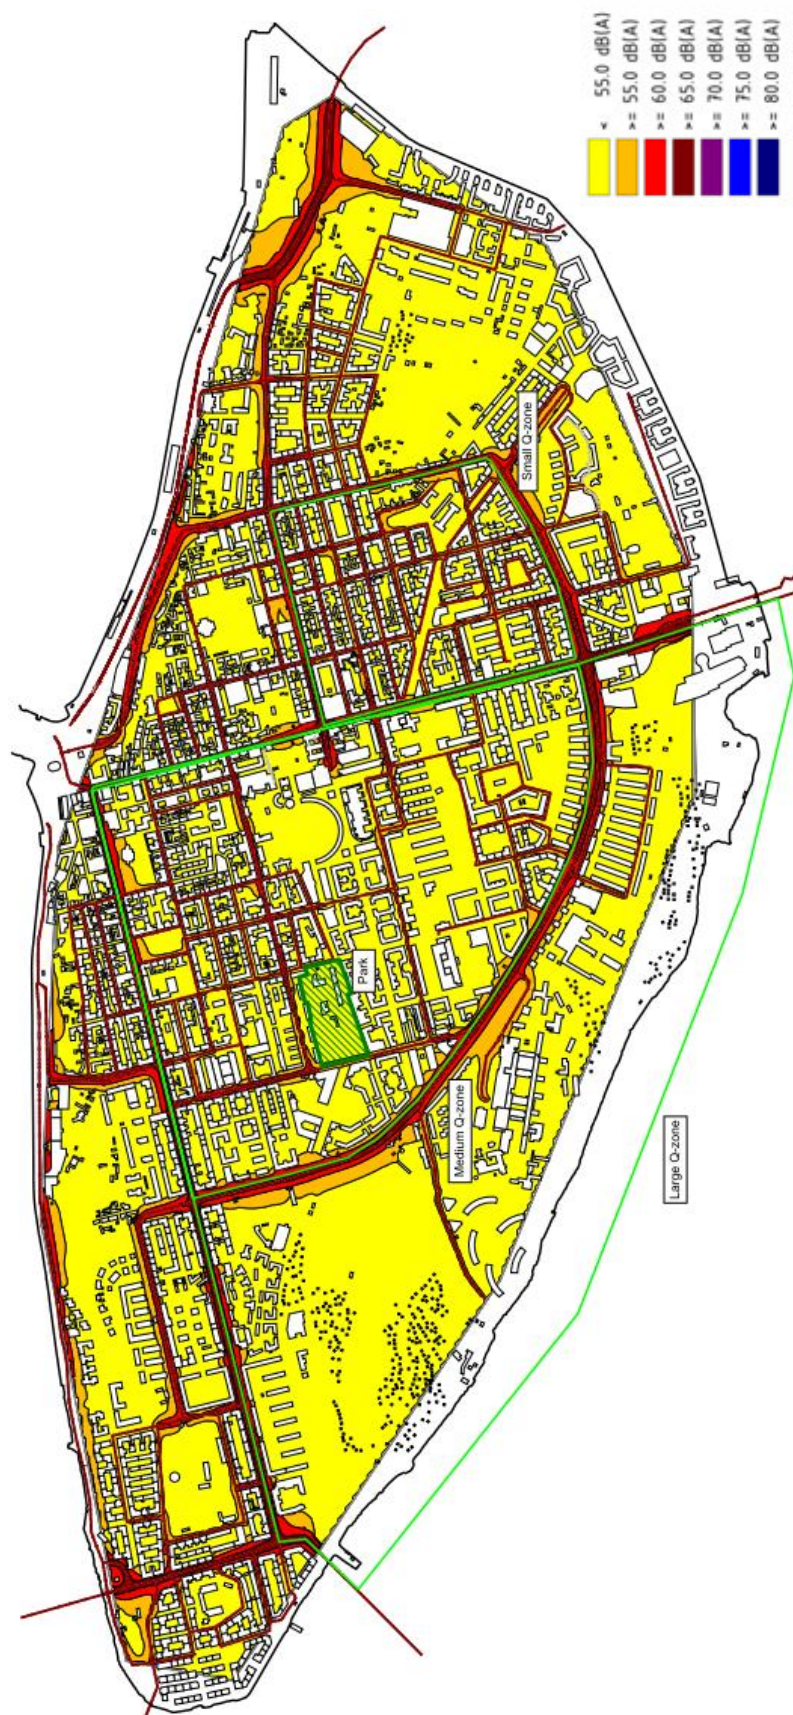 < 55.0 dB(A)
>= 55.0 dB(A)
>= 60.0 dB(A)
>= 65.0 dB(A)
>= 70.0 dB(A)
>= 75.0 dB(A)
>= 80.0 dB(A)
Small Q-zone
Park
Medium Q-zone
Large Q-zone